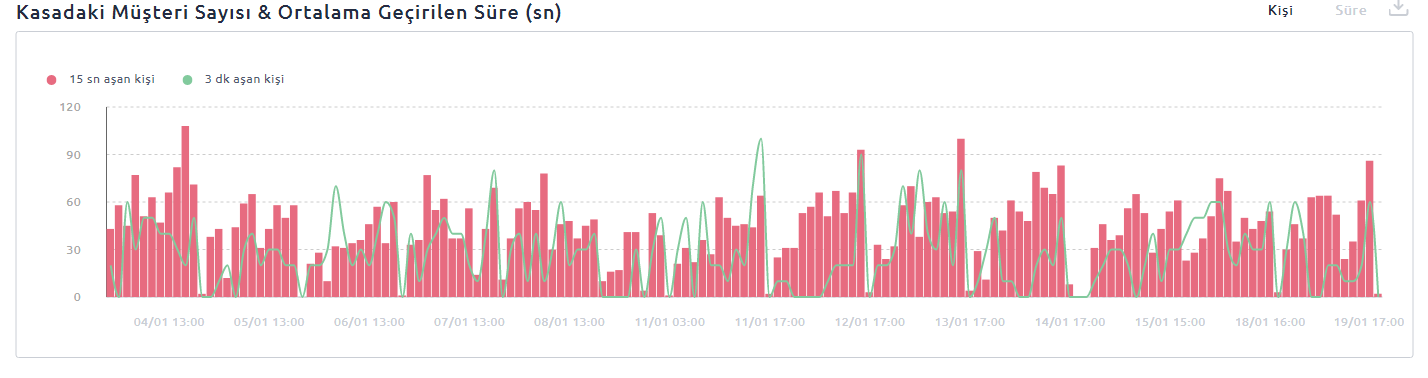 Kasadaki Müşteri Sayısı & Ortalama Geçirilen Süre (sn)
Kişi Süre
15 sn aşan kişi 3 dk aşan kişi
120
90
60
30
0
04/01 13:00 05/01 13:00 06/01 13:00 07/01 13:00 08/01 13:00 11/01 03:00 11/01 17:00 12/01 17:00 13/01 17:00 14/01 17:00 15/01 15:00 18/01 16:00 19/01 17:00